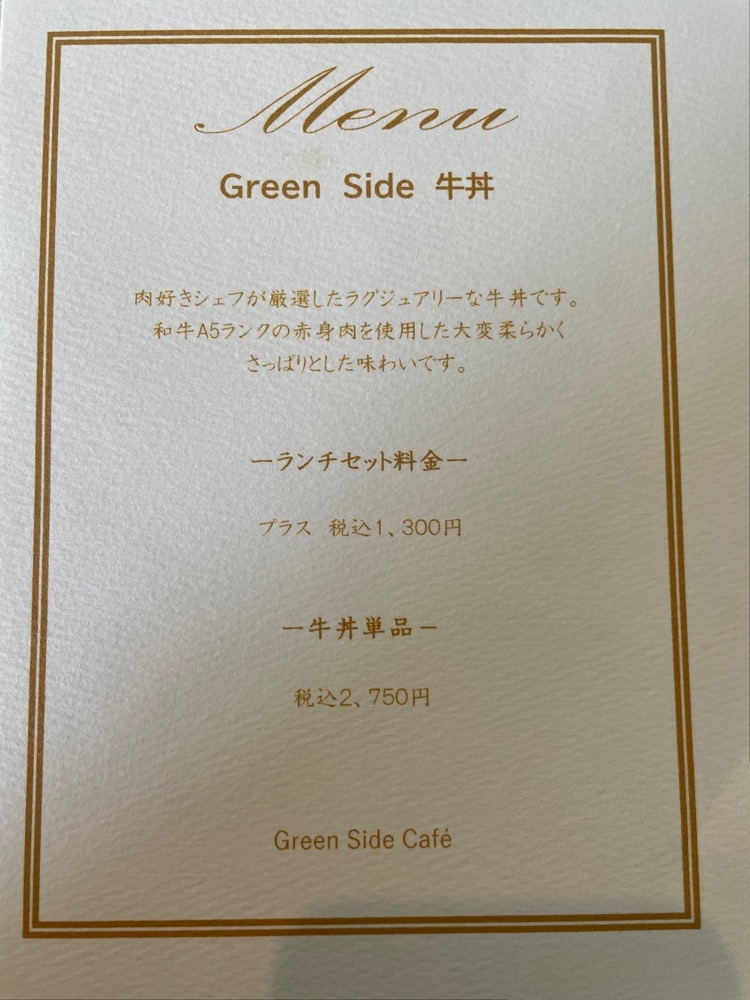 Menu
Green Side 牛丼
肉好きシェフが厳選したラグジュアリーな牛丼です。
和牛A5ランクの赤身肉を使用した大変柔らかく
さっぱりとした味わいです。
ーランチセット料金ー
プラス 税込1、300円
ー牛丼単品ー
税込2、750円
Green Side Café